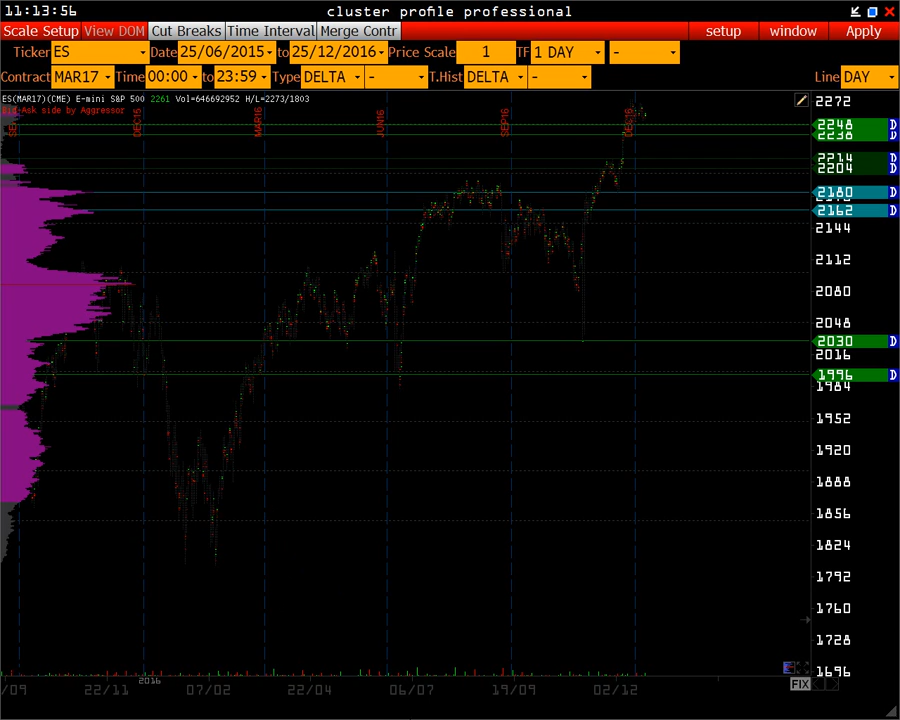 11:13:56 cluster profile professional
Scale Setup View DOM Cut Breaks Time Interval Merge Contr setup window Apply
Ticker ES Date 25/06/2015 to 25/12/2016 Price Scale 1 TF 1 DAY -
Contract MAR17 Time 00:00 to 23:59 Type DELTA - T.Hist DELTA - Line DAY
ES(MAR17)(CME) E-mini S&P 500 2261 Vol=646692952 H/L=2273/1803
Bid+Ask side by Aggressor
DEC15 MAR16 JUN16 SEP16 DEC16
2272
2248 D
2238 D
2214 D
2204 D
2180 D
2162 D
2144
2112
2080
2048
2030 D
2016
1996 D
1984
1952
1920
1888
1856
1824
1792
1760
1728
1696
/09 22/11 2016 07/02 22/04 06/07 19/09 02/12 FIX